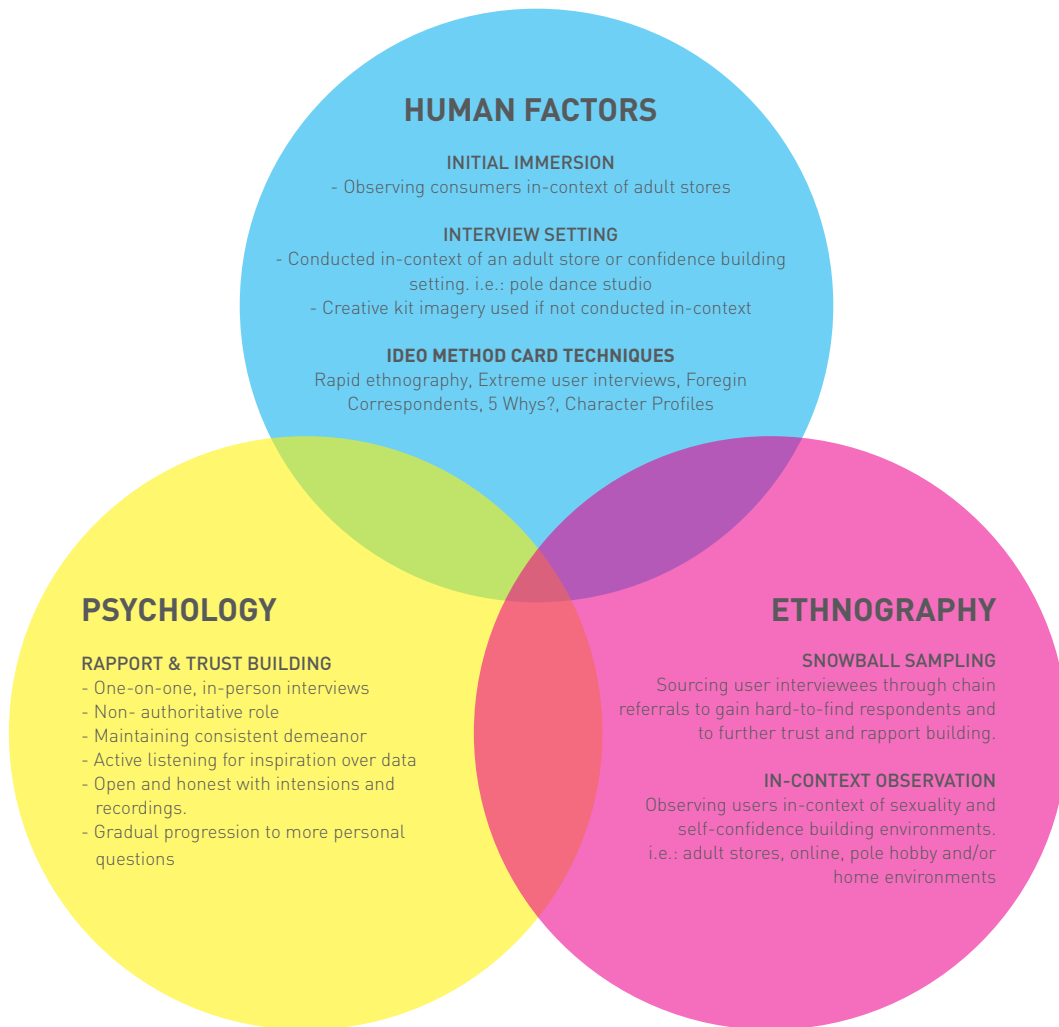 HUMAN FACTORS
INITIAL IMMERSION
- Observing consumers in-context of adult stores
INTERVIEW SETTING
- Conducted in-context of an adult store or confidence building
setting. i.e.: pole dance studio
- Creative kit imagery used if not conducted in-context
IDEO METHOD CARD TECHNIQUES
Rapid ethnography, Extreme user interviews, Foregin
Correspondents, 5 Whys?, Character Profiles
PSYCHOLOGY
RAPPORT & TRUST BUILDING
- One-on-one, in-person interviews
- Non- authoritative role
- Maintaining consistent demeanor
- Active listening for inspiration over data
- Open and honest with intensions and
recordings.
- Gradual progression to more personal
questions
ETHNOGRAPHY
SNOWBALL SAMPLING
Sourcing user interviewees through chain
referrals to gain hard-to-find respondents and
to further trust and rapport building.
IN-CONTEXT OBSERVATION
Observing users in-context of sexuality and
self-confidence building environments.
i.e.: adult stores, online, pole hobby and/or
home environments